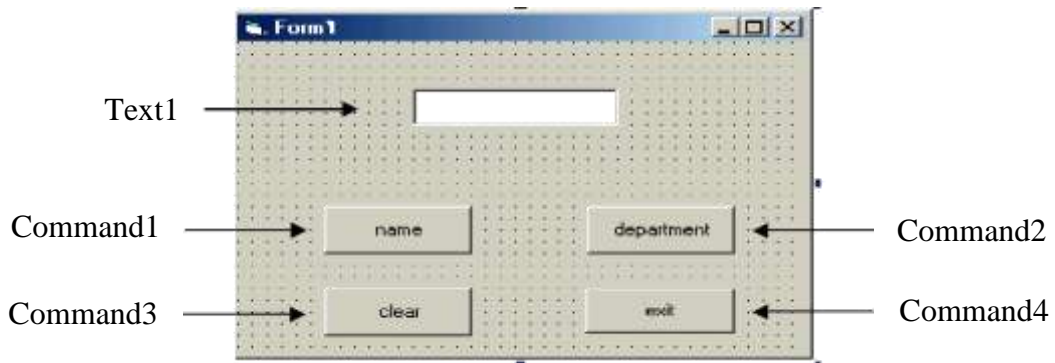 Form1
Text1
Command1
name
department
Command2
Command3
clear
exit
Command4